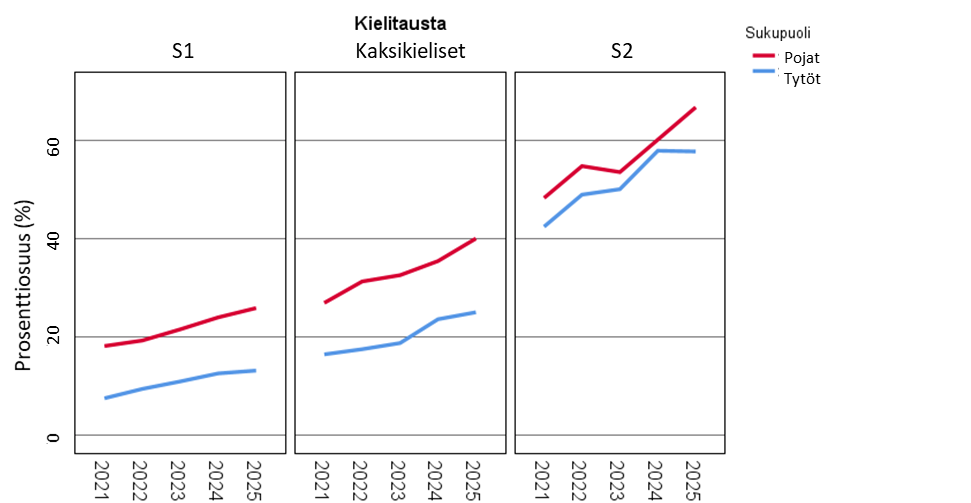 Kielitausta
S1
Kaksikieliset
S2
Sukupuoli
Pojat
Tytöt
Prosenttiosuus (%)
60
40
20
0
2021 2022 2023 2024 2025
2021 2022 2023 2024 2025
2021 2022 2023 2024 2025